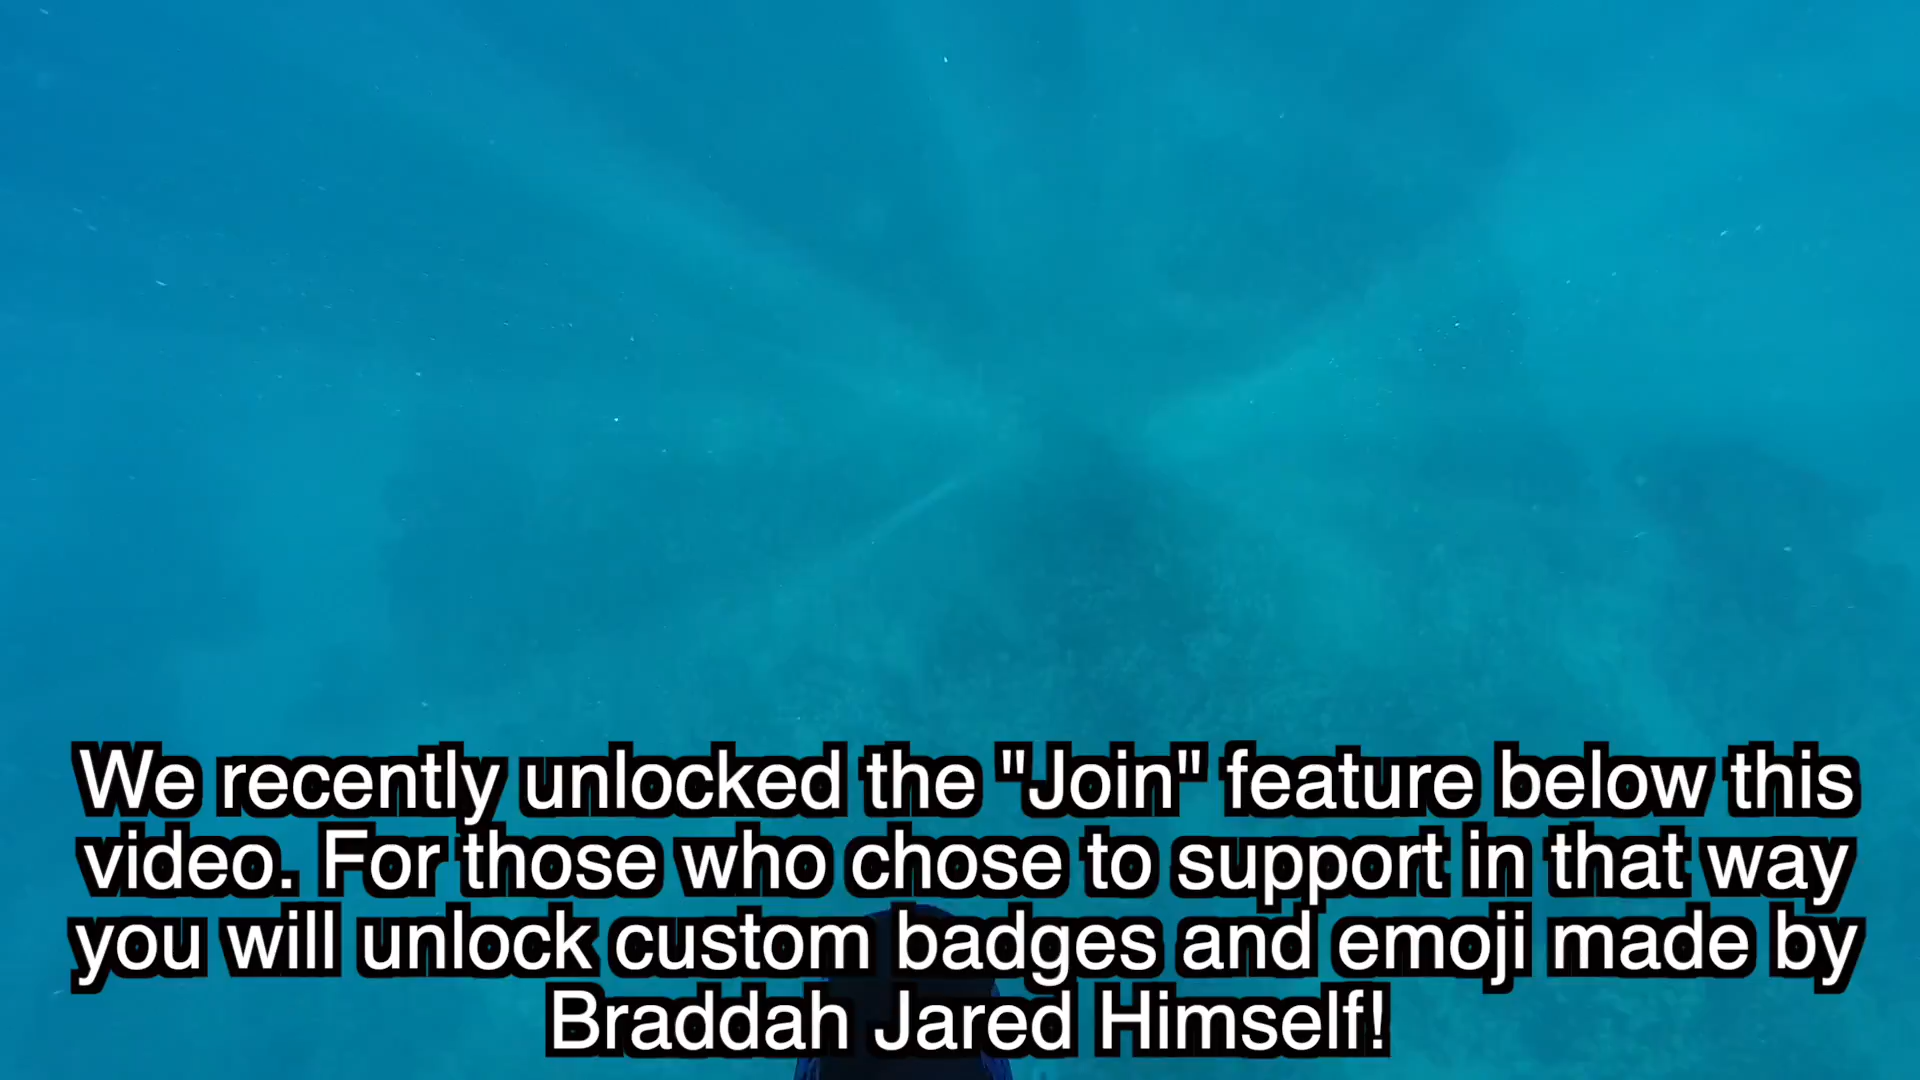 We recently unlocked the "Join" feature below this
video. For those who chose to support in that way
you will unlock custom badges and emoji made by
Braddah Jared Himself!